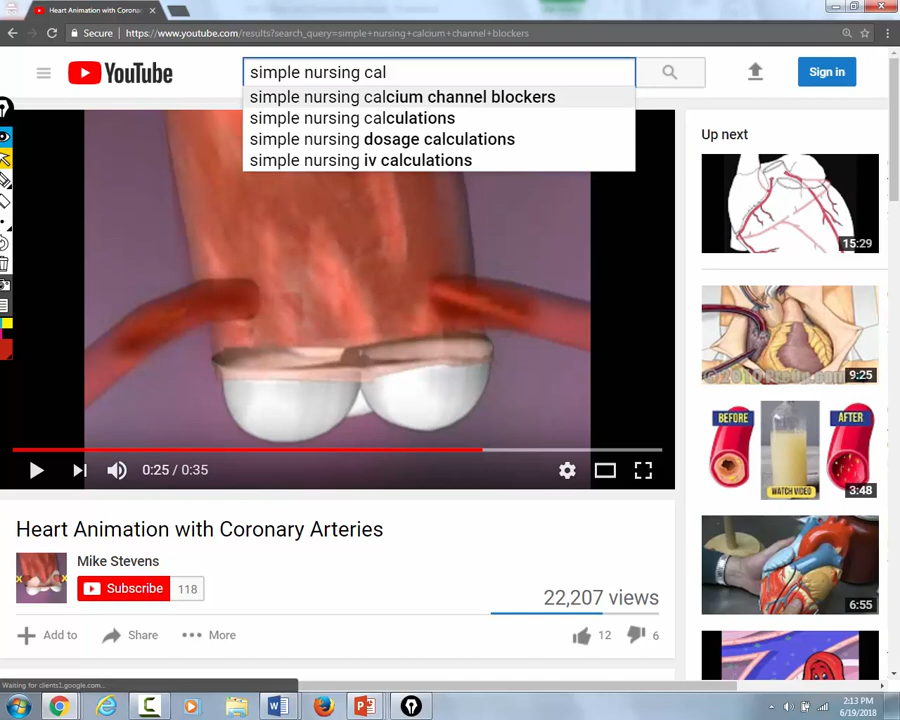 Heart Animation with Corona
Secure
https://www.youtube.com/results?search_query=simple+nursing+calcium+channel+blockers
YouTube
simple nursing cal
Sign in
simple nursing calcium channel blockers
simple nursing calculations
simple nursing dosage calculations
simple nursing iv calculations
Up next
15:29
9:25
BEFORE
AFTER
WATCH VIDEO
3:48
6:55
0:25 / 0:35
Heart Animation with Coronary Arteries
Mike Stevens
Subscribe 118
22,207 views
Add to
Share
More
12
6
Waiting for clients1.google.com...
2:13 PM
6/19/2018